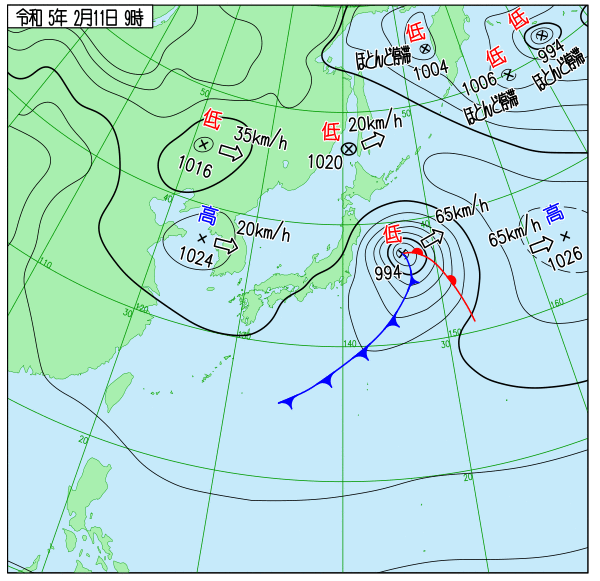 令和 5年 2月11日 9時
低
994
ほとんど停滞
低
1004
ほとんど停滞
低
1006
ほとんど停滞
50
50
低
35km/h
1016
低
20km/h
1020
40
40
高
20km/h
1024
低
65km/h
994
高
65km/h
1026
110
120
30
130
140
150
30
160
20
20